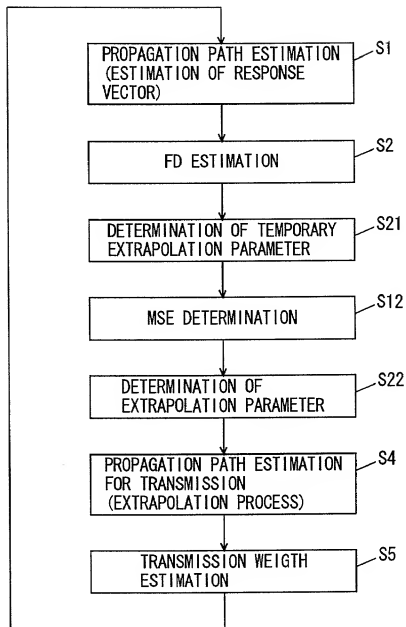 S1
PROPAGATION PATH ESTIMATION
(ESTIMATION OF RESPONSE
VECTOR)
S2
FD ESTIMATION
S21
DETERMINATION OF TEMPORARY
EXTRAPOLATION PARAMETER
S12
MSE DETERMINATION
S22
DETERMINATION OF
EXTRAPOLATION PARAMETER
S4
PROPAGATION PATH ESTIMATION
FOR TRANSMISSION
(EXTRAPOLATION PROCESS)
S5
TRANSMISSION WEIGTH
ESTIMATION